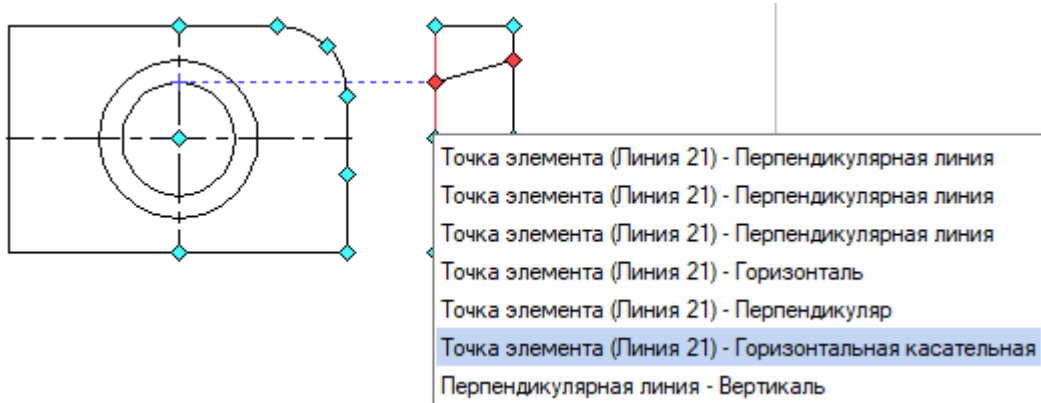 Точка элемента (Линия 21) - Перпендикулярная линия
Точка элемента (Линия 21) - Перпендикулярная линия
Точка элемента (Линия 21) - Перпендикулярная линия
Точка элемента (Линия 21) - Горизонталь
Точка элемента (Линия 21) - Перпендикуляр
Точка элемента (Линия 21) - Горизонтальная касательная
Перпендикулярная линия - Вертикаль